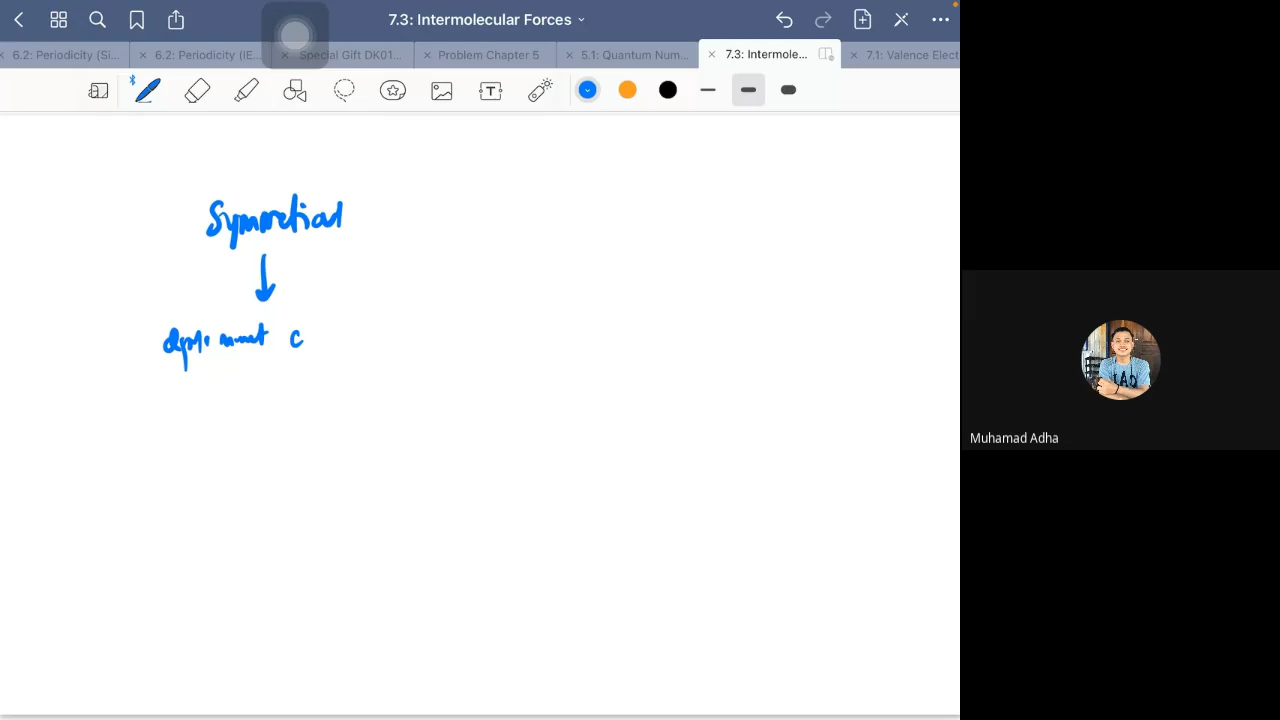 7.3: Intermolecular Forces
6.2: Periodicity (Si...
6.2: Periodicity (IE...
Special Gift DK01...
Problem Chapter 5
5.1: Quantum Num...
7.3: Intermole...
7.1: Valence Elect
T
Symmetrical
dipole moment c
Muhamad Adha